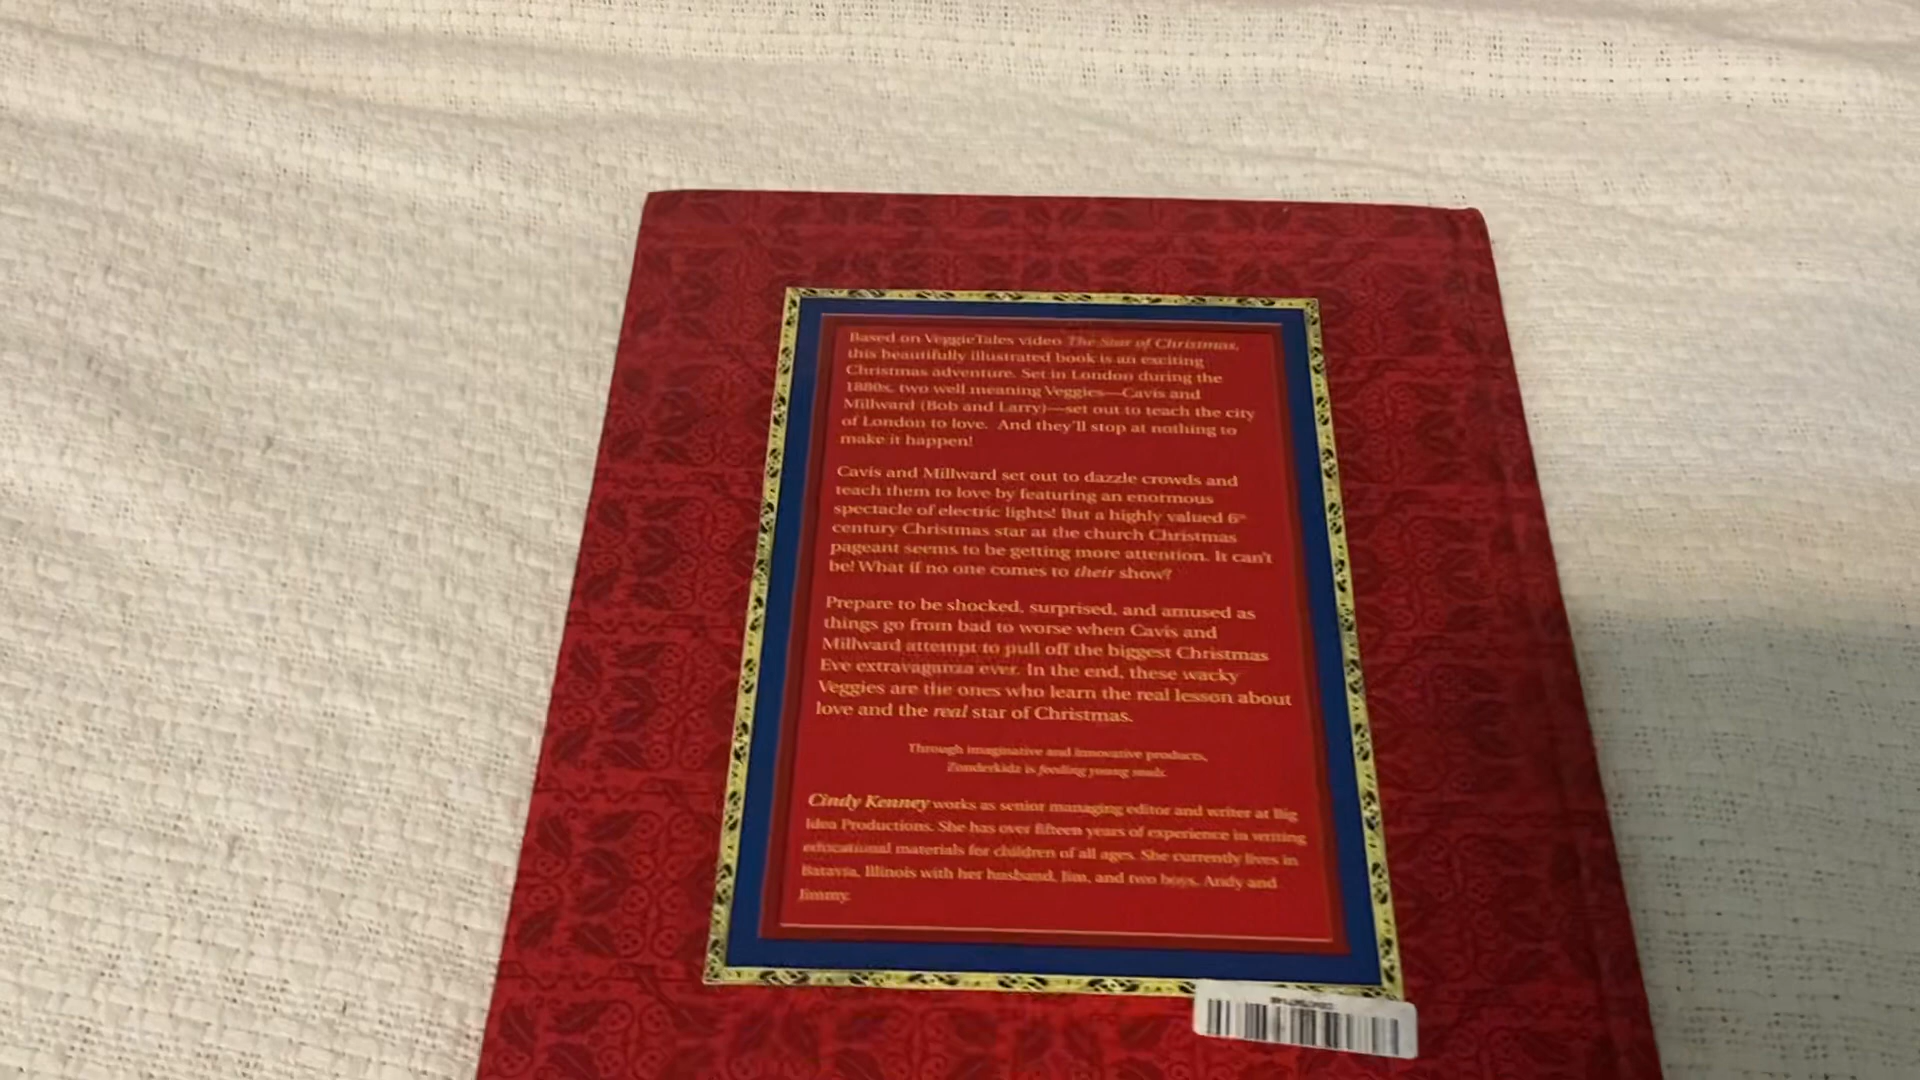 Based on VeggieTales video The Star of Christmas,
this beautifully illustrated book is an exciting
Christmas adventure. Set in London during the
1880s, two well meaning Veggies—Cavis and
Millward (Bob and Larry)—set out to teach the city
of London to love. And they'll stop at nothing to
make it happen!
Cavis and Millward set out to dazzle crowds and
teach them to love by featuring an enormous
spectacle of electric lights! But a highly valued 6th
century Christmas star at the church Christmas
pageant seems to be getting more attention. It can't
be! What if no one comes to their show?
Prepare to be shocked, surprised, and amused as
things go from bad to worse when Cavis and
Millward attempt to pull off the biggest Christmas
Eve extravaganza ever. In the end, these wacky
Veggies are the ones who learn the real lesson about
love and the real star of Christmas.
Through imaginative and innovative products,
Zonderkidz is feeding young souls.
Cindy Kenney works as senior managing editor and writer at Big
Idea Productions. She has over fifteen years of experience in writing
educational materials for children of all ages. She currently lives in
Batavia, Illinois with her husband, Jim, and two boys, Andy and
Jimmy.